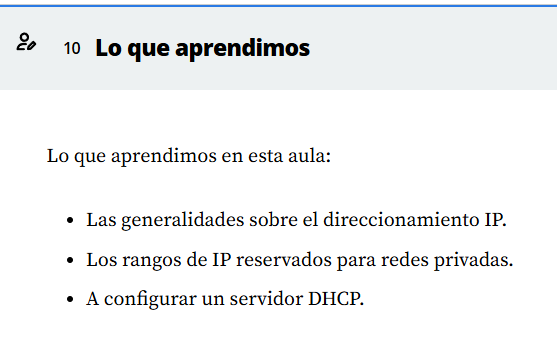 10 Lo que aprendimos
Lo que aprendimos en esta aula:
• Las generalidades sobre el direccionamiento IP.
• Los rangos de IP reservados para redes privadas.
• A configurar un servidor DHCP.